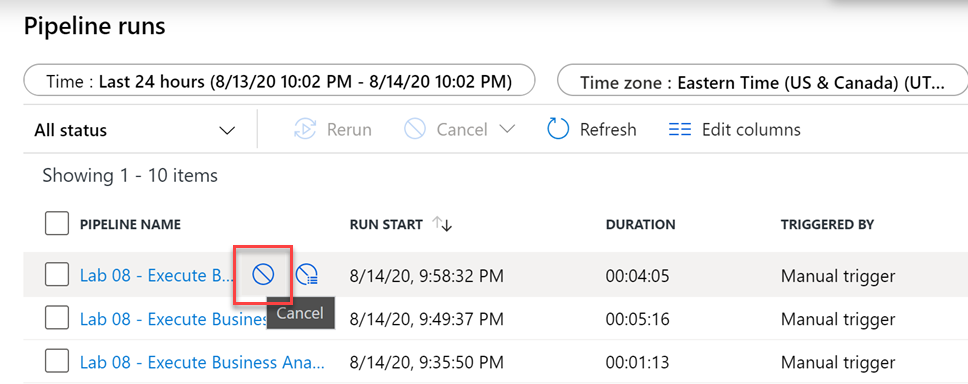 Pipeline runs
Time : Last 24 hours (8/13/20 10:02 PM - 8/14/20 10:02 PM)
Time zone : Eastern Time (US & Canada) (UT...
All status
Rerun
Cancel
Refresh
Edit columns
Showing 1 - 10 items
PIPELINE NAME RUN START DURATION TRIGGERED BY
Lab 08 - Execute B... 8/14/20, 9:58:32 PM 00:04:05 Manual trigger
Cancel
Lab 08 - Execute Busine 8/14/20, 9:49:37 PM 00:05:16 Manual trigger
Lab 08 - Execute Business Ana... 8/14/20, 9:35:50 PM 00:01:13 Manual trigger